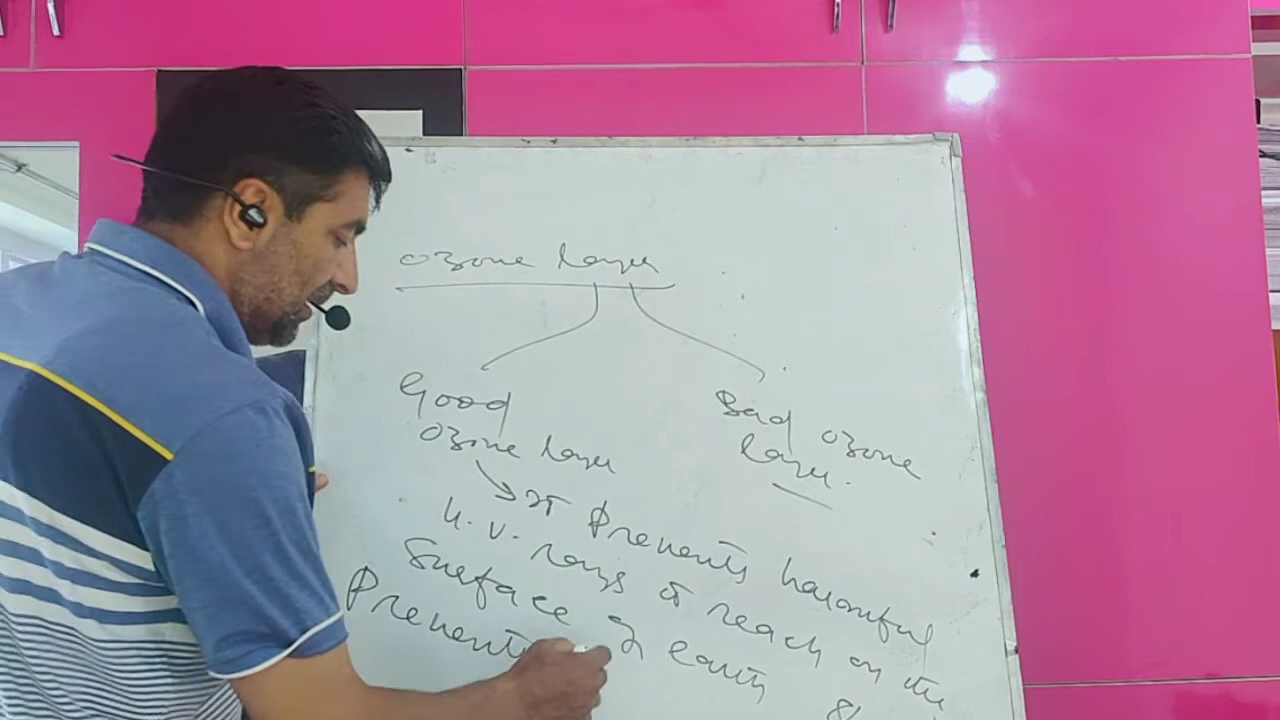 Ozone layer
Good
Ozone layer
Bad ozone
layer.
It Prevents harmful
U.V. rays to reach on the
Surface of earth &
Prevents